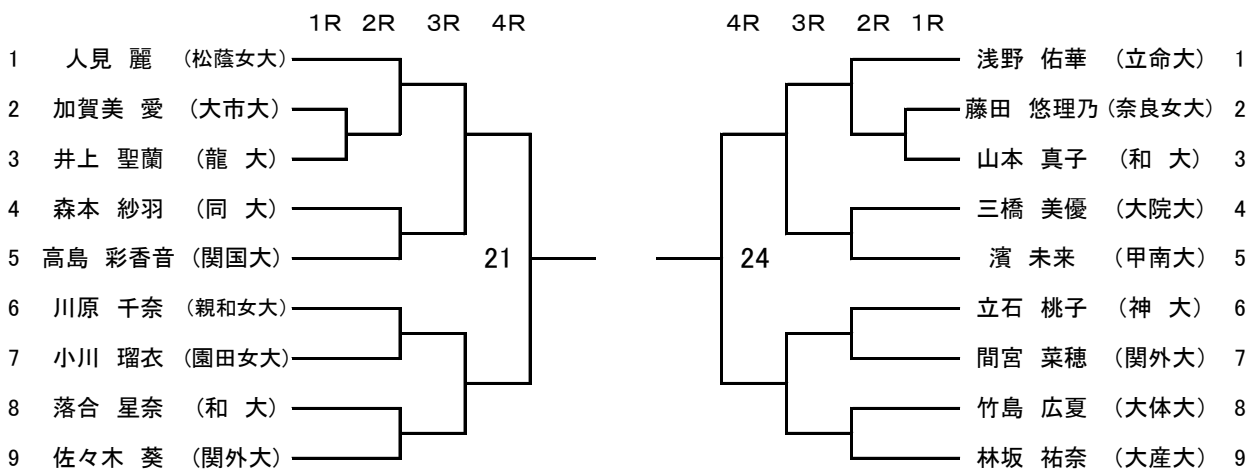 1R 2R 3R 4R 4R 3R 2R 1R
1 人見 麗 (松蔭女大) 浅野 佑華 (立命大) 1
2 加賀美 愛 (大市大) 藤田 悠理乃 (奈良女大) 2
3 井上 聖蘭 (龍 大) 山本 真子 (和 大) 3
4 森本 紗羽 (同 大) 三橋 美優 (大院大) 4
5 高島 彩香音 (関国大) 21 24 濱 未来 (甲南大) 5
6 川原 千奈 (親和女大) 立石 桃子 (神 大) 6
7 小川 瑠衣 (園田女大) 間宮 菜穂 (関外大) 7
8 落合 星奈 (和 大) 竹島 広夏 (大体大) 8
9 佐々木 葵 (関外大) 林坂 祐奈 (大産大) 9